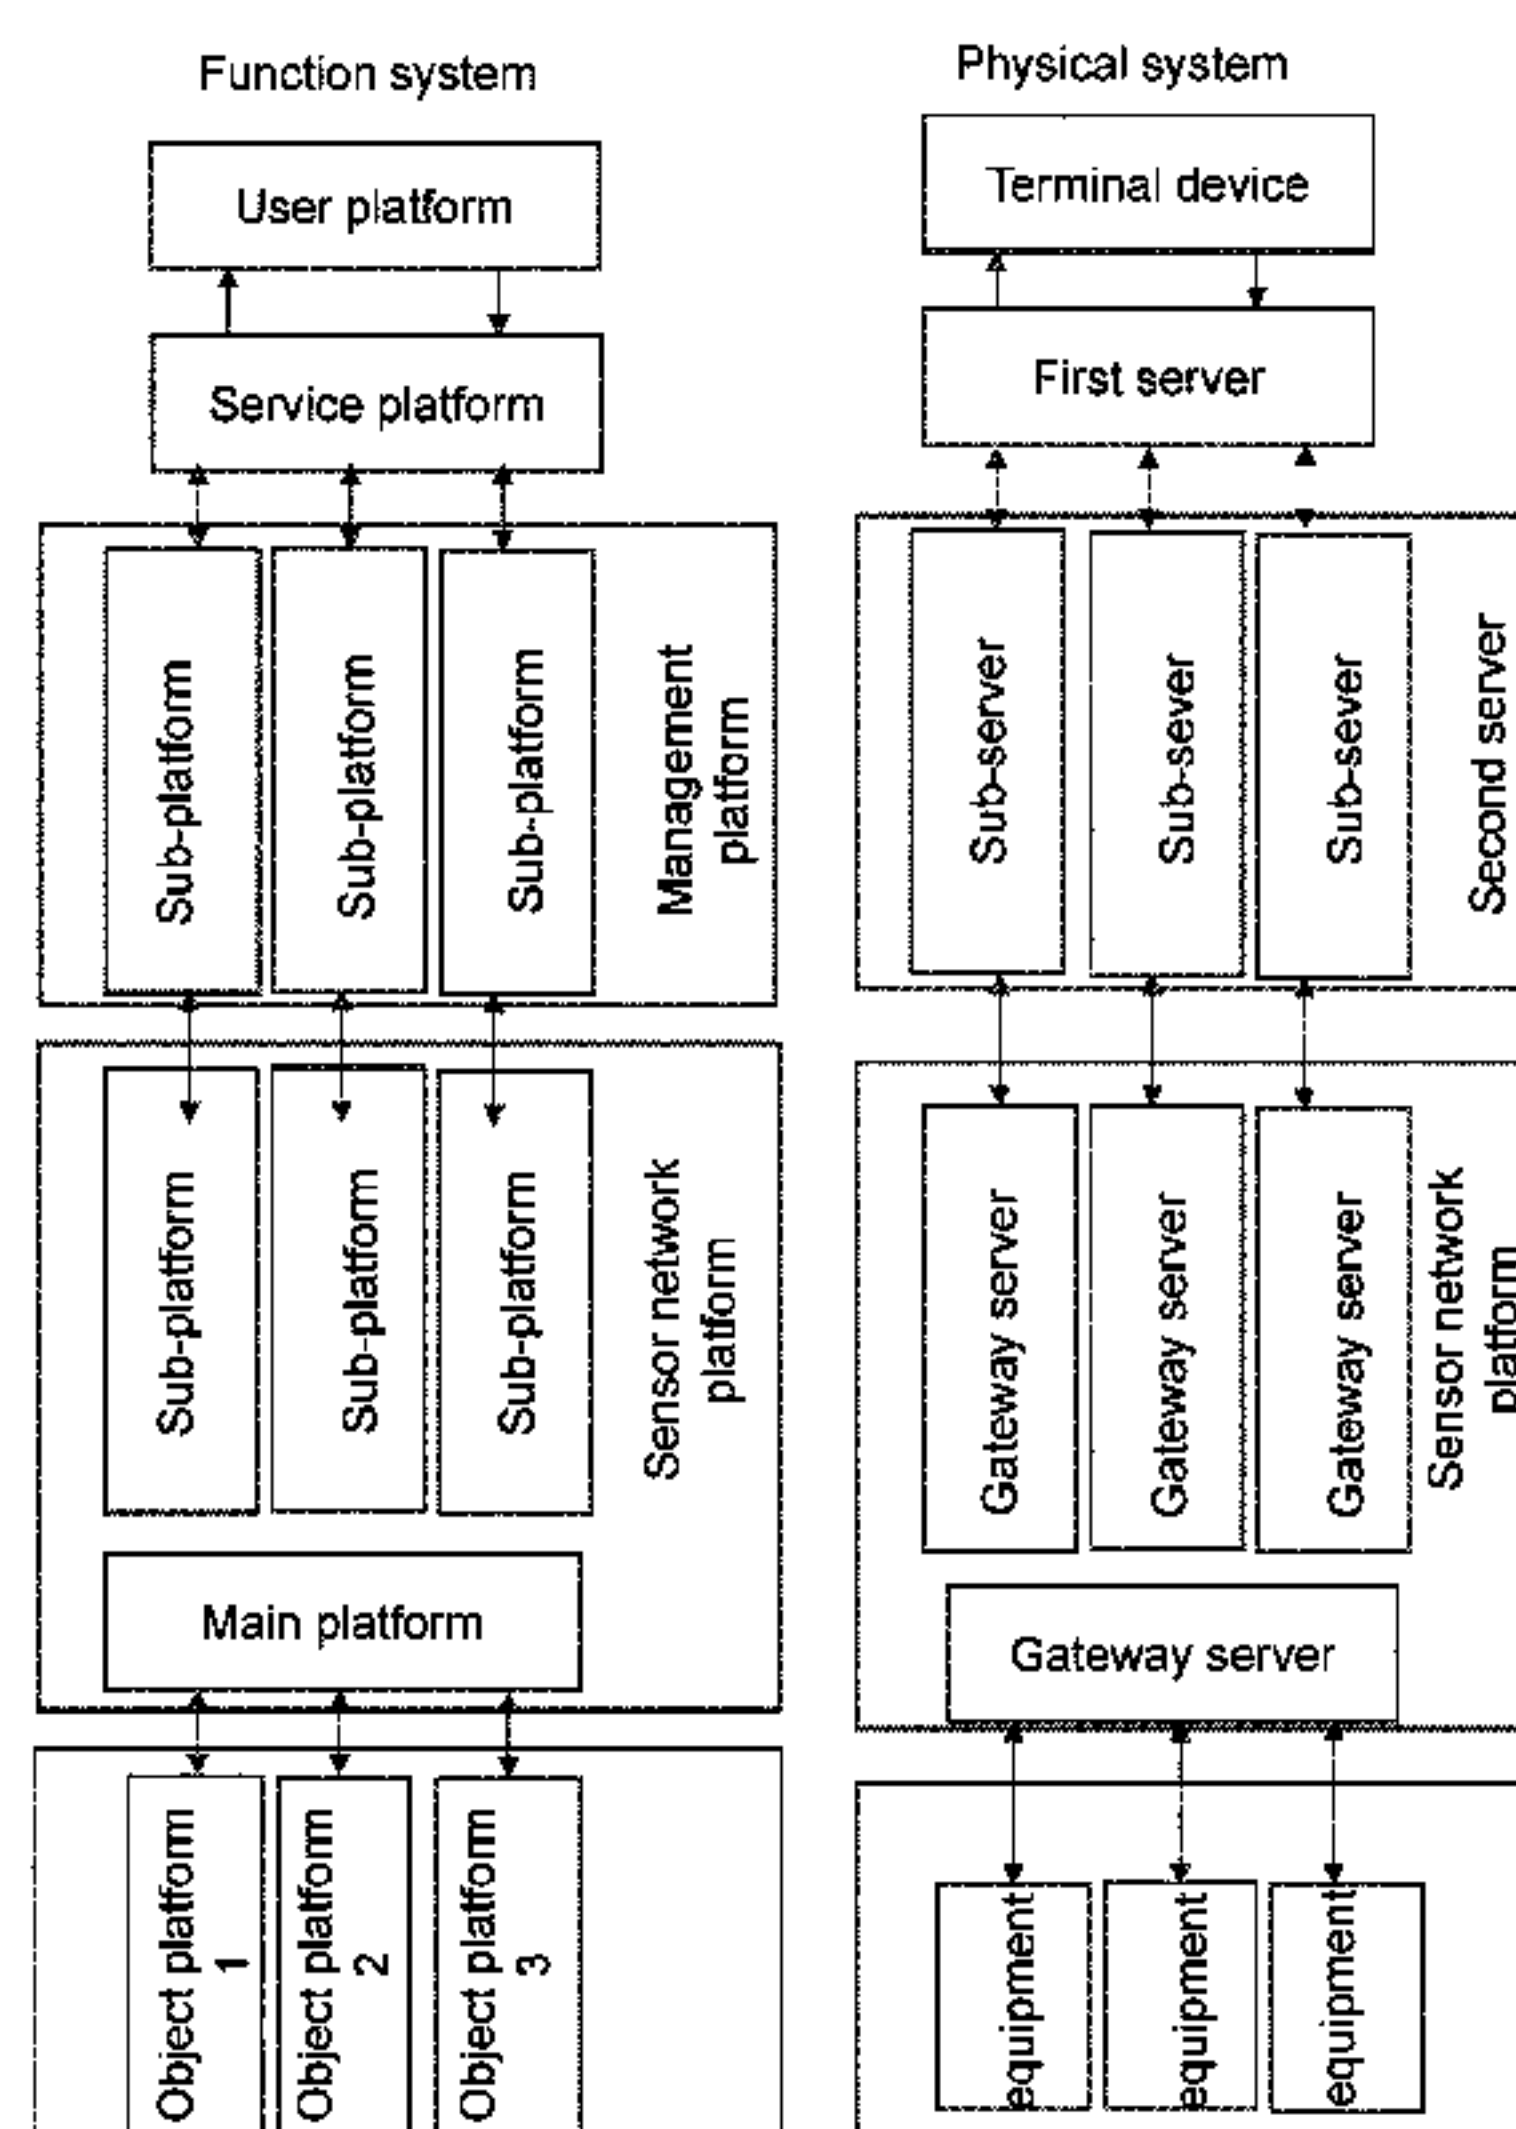 Function system
User platform
Service platform
Sub-platform
Sub-platform
Sub-platform
Management
platform
Sub-platform
Sub-platform
Sub-platform
Sensor network
platform
Main platform
Object platform
1
Object platform
2
Object platform
3
Physical system
Terminal device
First server
Sub-server
Sub-sever
Sub-sever
Second server
Gateway server
Gateway server
Gateway server
Sensor network
platform
Gateway server
equipment
equipment
equipment